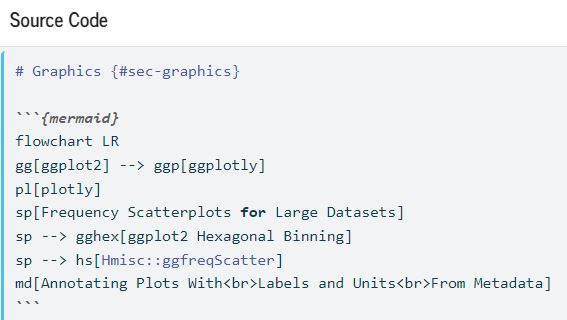 Source Code
# Graphics {#sec-graphics}
```{mermaid}
flowchart LR
gg[ggplot2] --> ggp[ggplotly]
pl[plotly]
sp[Frequency Scatterplots for Large Datasets]
sp --> gghex[ggplot2 Hexagonal Binning]
sp --> hs[Hmisc::ggfreqScatter]
md[Annotating Plots With<br>Labels and Units<br>From Metadata]
```